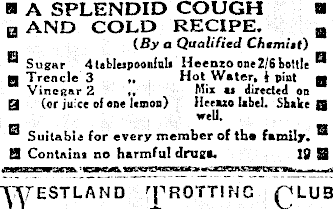 A SPLENDID COUGH
AND COLD RECIPE.
(By a Qualified Chemist)
Sugar 4 tablespoonfuls Heenzo one 2/6 bottle
Treacle 3 ,, Hot Water, ½ pint
Vinegar 2 ,, Mix as directed on
(or juice of one lemon) Heenzo label. Shake
well.
Suitable for every member of the family.
Contains no harmful drugs. 19
WESTLAND TROTTING CLUB